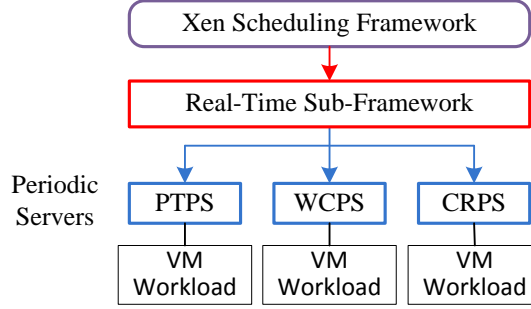 Xen Scheduling Framework
Real-Time Sub-Framework
Periodic
Servers
PTPS
WCPS
CRPS
VM
Workload
VM
Workload
VM
Workload